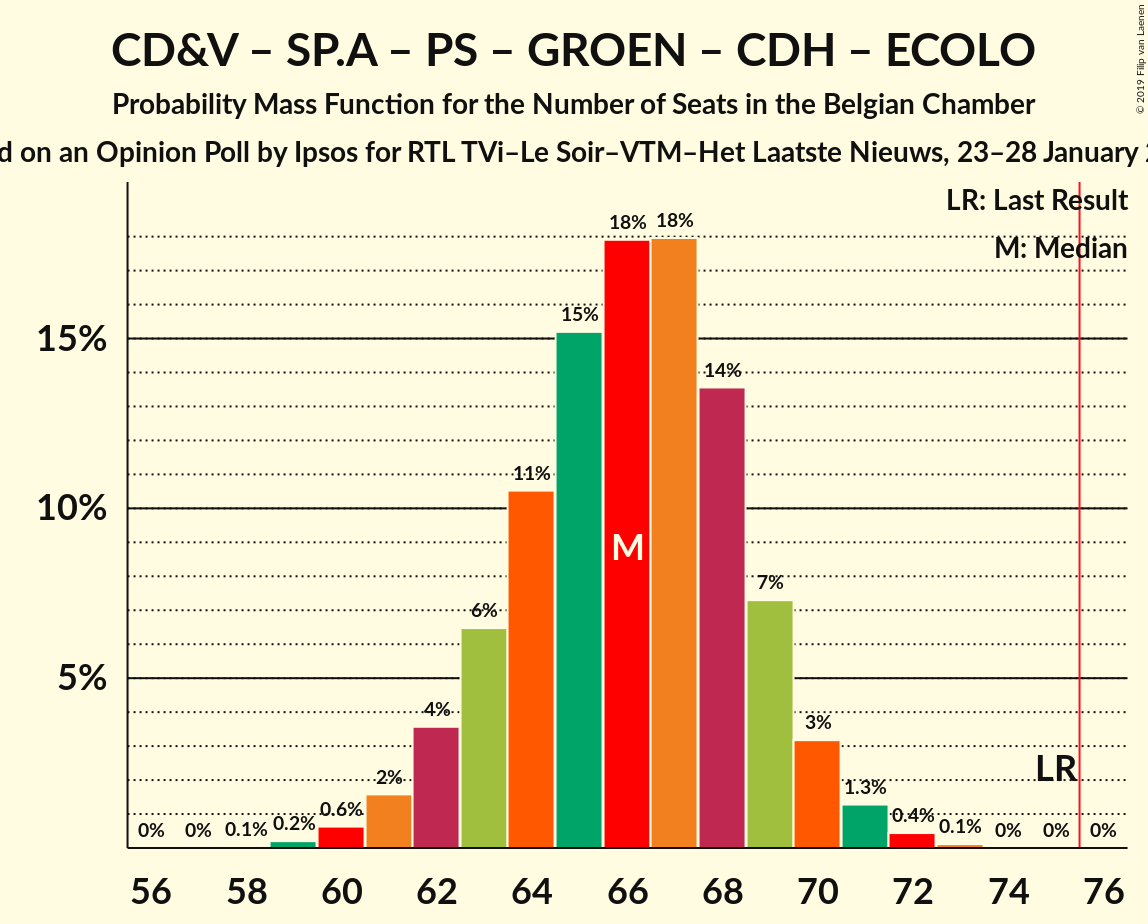 CD&V – SP.A – PS – GROEN – CDH – ECOLO
Probability Mass Function for the Number of Seats in the Belgian Chamber
on an Opinion Poll by Ipsos for RTL TVi–Le Soir–VTM–Het Laatste Nieuws, 23–28 January
© 2019 Filip van Laenen
LR: Last Result
M: Median
18% 18%
15%
15%
14%
11%
10%
M
7%
6%
5%
4%
3%
LR
2%
1.3%
0.6%
0% 0% 0.1% 0.2% 0.4% 0.1% 0% 0% 0%
56 58 60 62 64 66 68 70 72 74 76